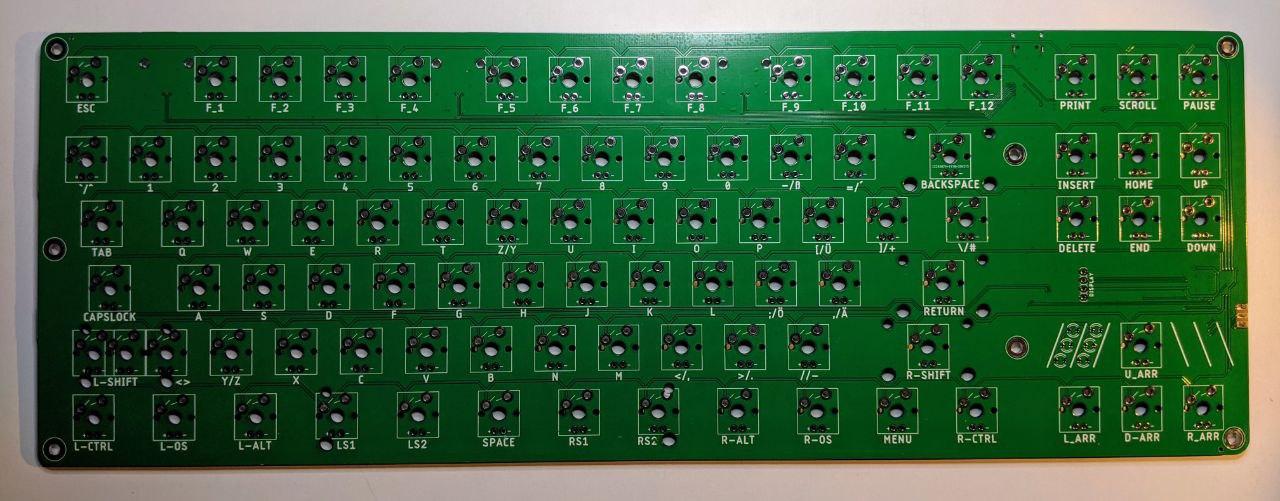 ESC F_1 F_2 F_3 F_4 F_5 F_6 F_7 F_8 F_9 F_10 F_11 F_12 PRINT SCROLL PAUSE
`/^ 1 2 3 4 5 6 7 8 9 0 -/ß =/´ BACKSPACE INSERT HOME UP
TAB Q W E R T Z/Y U I O P [/Ü ]/+ \/# DELETE END DOWN
DISPLAY
CAPSLOCK A S D F G H J K L ;/Ö ,/Ä RETURN
L-SHIFT <> Y/Z X C V B N M </, >/. //- R-SHIFT U_ARR
L-CTRL L-OS L-ALT LS1 LS2 SPACE RS1 RS2 R-ALT R-OS MENU R-CTRL L_ARR D-ARR R_ARR